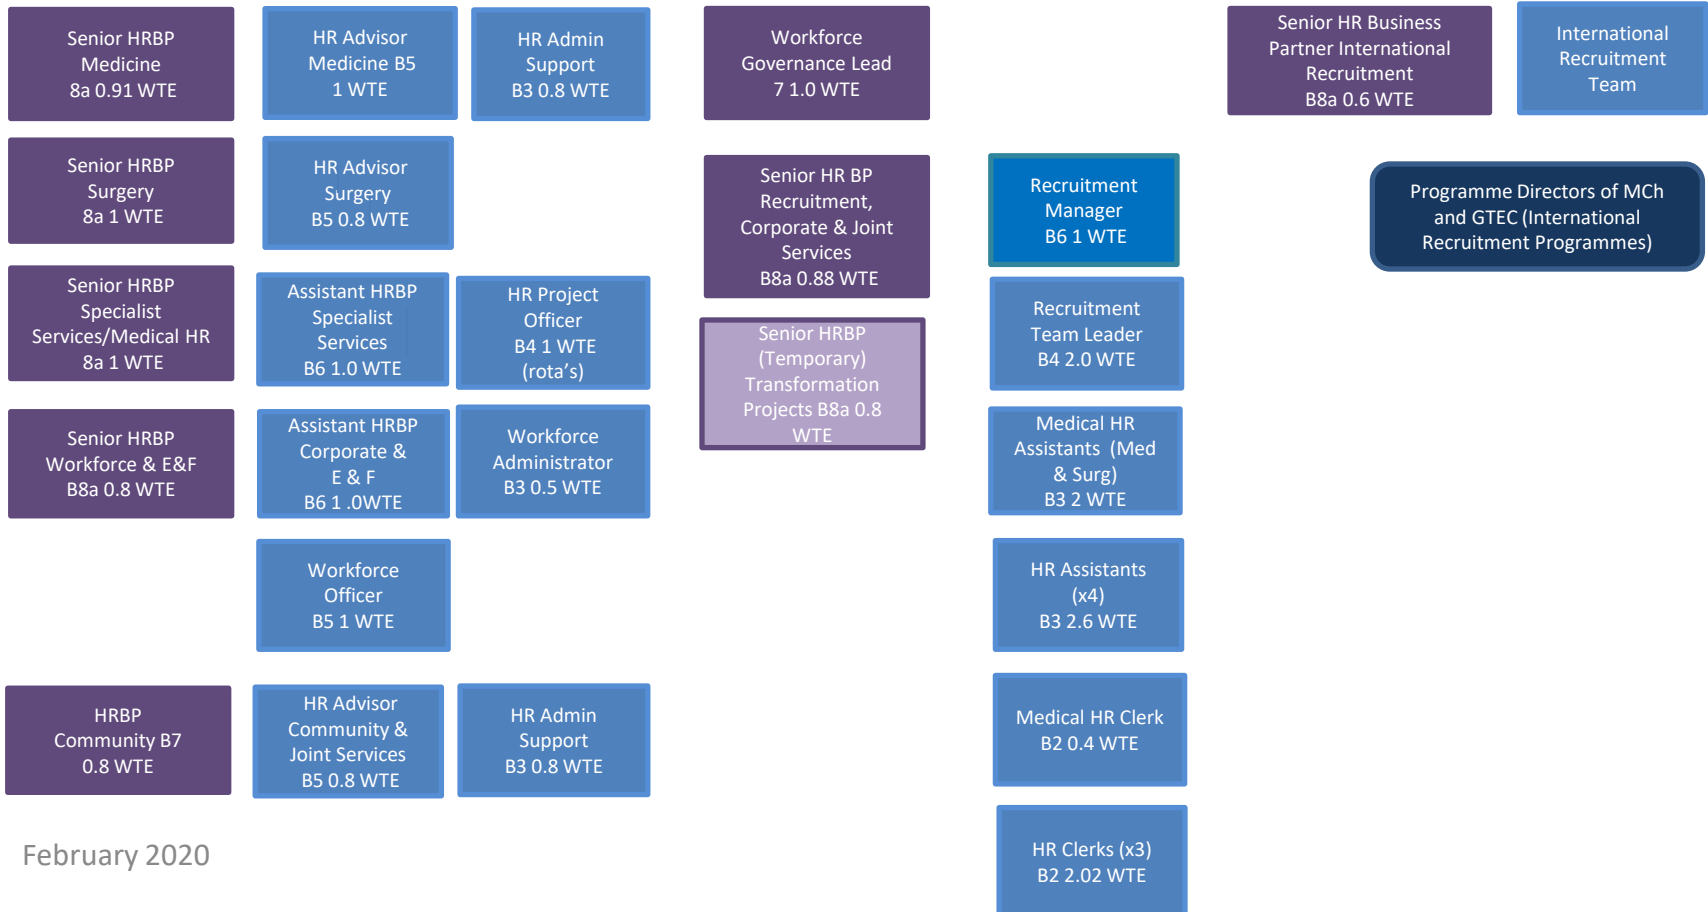 Senior HRBP
Medicine
8a 0.91 WTE
HR Advisor
Medicine B5
1 WTE
HR Admin
Support
B3 0.8 WTE
Workforce
Governance Lead
7 1.0 WTE
Senior HR Business
Partner International
Recruitment
B8a 0.6 WTE
International
Recruitment
Team
Senior HRBP
Surgery
8a 1 WTE
HR Advisor
Surgery
B5 0.8 WTE
Senior HR BP
Recruitment,
Corporate & Joint
Services
B8a 0.88 WTE
Recruitment
Manager
B6 1 WTE
Programme Directors of MCh
and GTEC (International
Recruitment Programmes)
Senior HRBP
Specialist
Services/Medical HR
8a 1 WTE
Assistant HRBP
Specialist
Services
B6 1.0 WTE
HR Project
Officer
B4 1 WTE
(rota's)
Senior HRBP
(Temporary)
Transformation
Projects B8a 0.8
WTE
Recruitment
Team Leader
B4 2.0 WTE
Senior HRBP
Workforce & E&F
B8a 0.8 WTE
Assistant HRBP
Corporate &
E & F
B6 1 .0WTE
Workforce
Administrator
B3 0.5 WTE
Medical HR
Assistants (Med
& Surg)
B3 2 WTE
Workforce
Officer
B5 1 WTE
HR Assistants
(x4)
B3 2.6 WTE
HRBP
Community B7
0.8 WTE
HR Advisor
Community &
Joint Services
B5 0.8 WTE
HR Admin
Support
B3 0.8 WTE
Medical HR Clerk
B2 0.4 WTE
HR Clerks (x3)
B2 2.02 WTE
February 2020